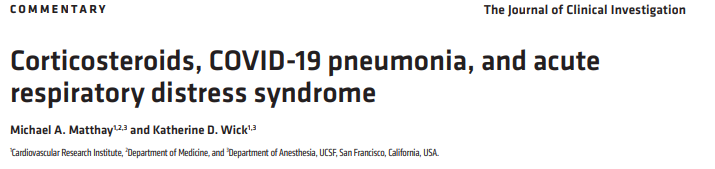 COMMENTARY The Journal of Clinical Investigation
Corticosteroids, COVID-19 pneumonia, and acute
respiratory distress syndrome
Michael A. Matthay1,2,3 and Katherine D. Wick1,3
1Cardiovascular Research Institute, 2Department of Medicine, and 3Department of Anesthesia, UCSF, San Francisco, California, USA.